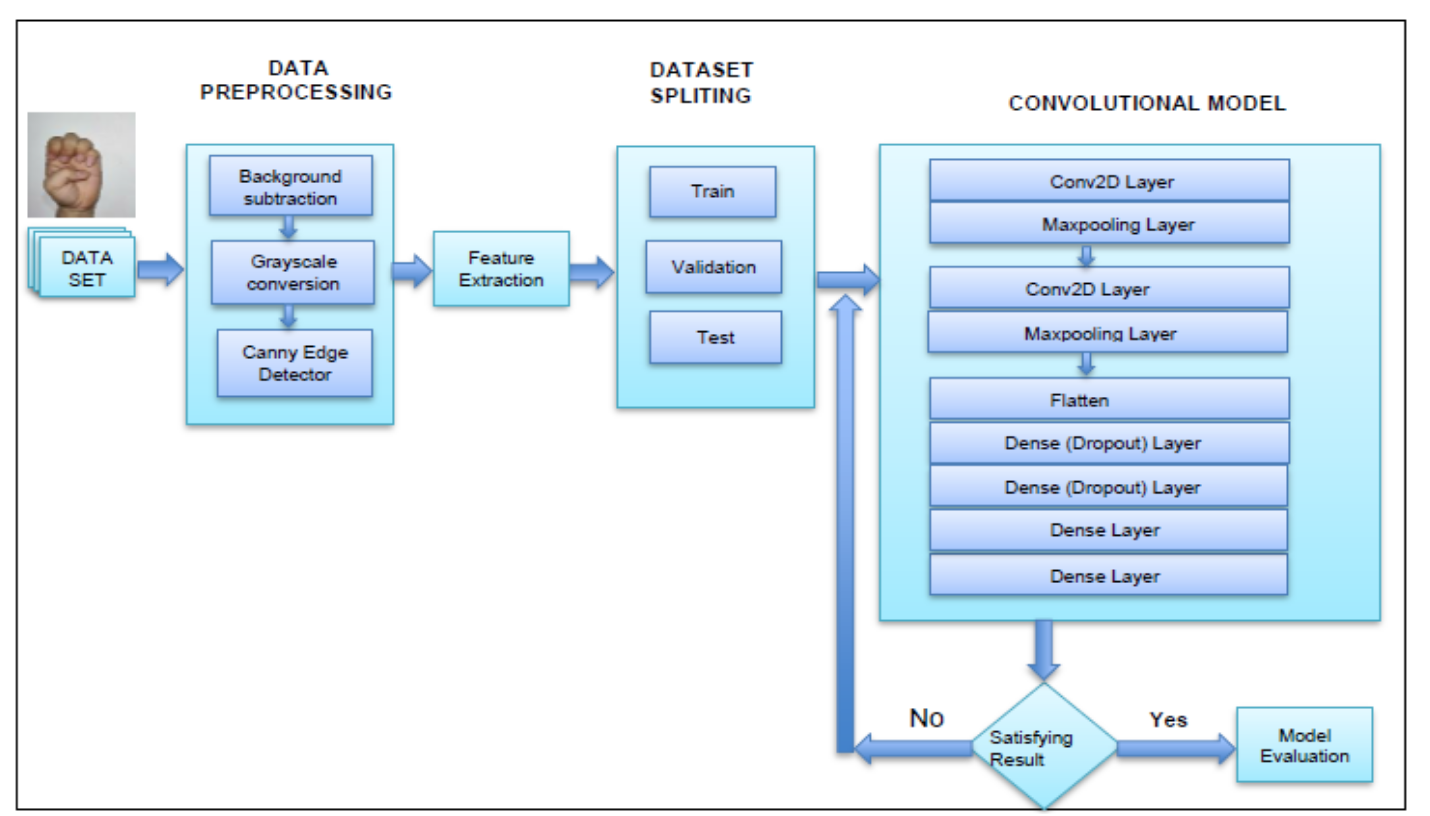 DATA
PREPROCESSING
DATASET
SPLITING
CONVOLUTIONAL MODEL
DATA
SET
Background
subtraction
Grayscale
conversion
Canny Edge
Detector
Feature
Extraction
Train
Validation
Test
Conv2D Layer
Maxpooling Layer
Conv2D Layer
Maxpooling Layer
Flatten
Dense (Dropout) Layer
Dense (Dropout) Layer
Dense Layer
Dense Layer
No
Satisfying
Result
Yes
Model
Evaluation